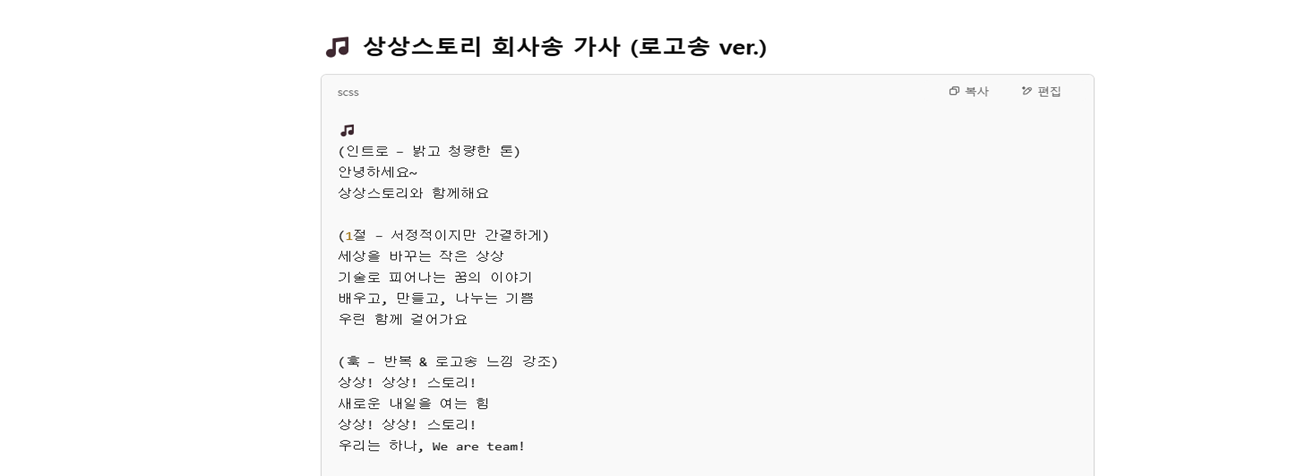 🎵 상상스토리 회사송 가사 (로고송 ver.)
scss
복사
편집
🎵
(인트로 – 밝고 청량한 톤)
안녕하세요~
상상스토리와 함께해요
(1절 – 서정적이지만 간결하게)
세상을 바꾸는 작은 상상
기술로 피어나는 꿈의 이야기
배우고, 만들고, 나누는 기쁨
우린 함께 걸어가요
(훅 – 반복 & 로고송 느낌 강조)
상상! 상상! 스토리!
새로운 내일을 여는 힘
상상! 상상! 스토리!
우리는 하나, We are team!